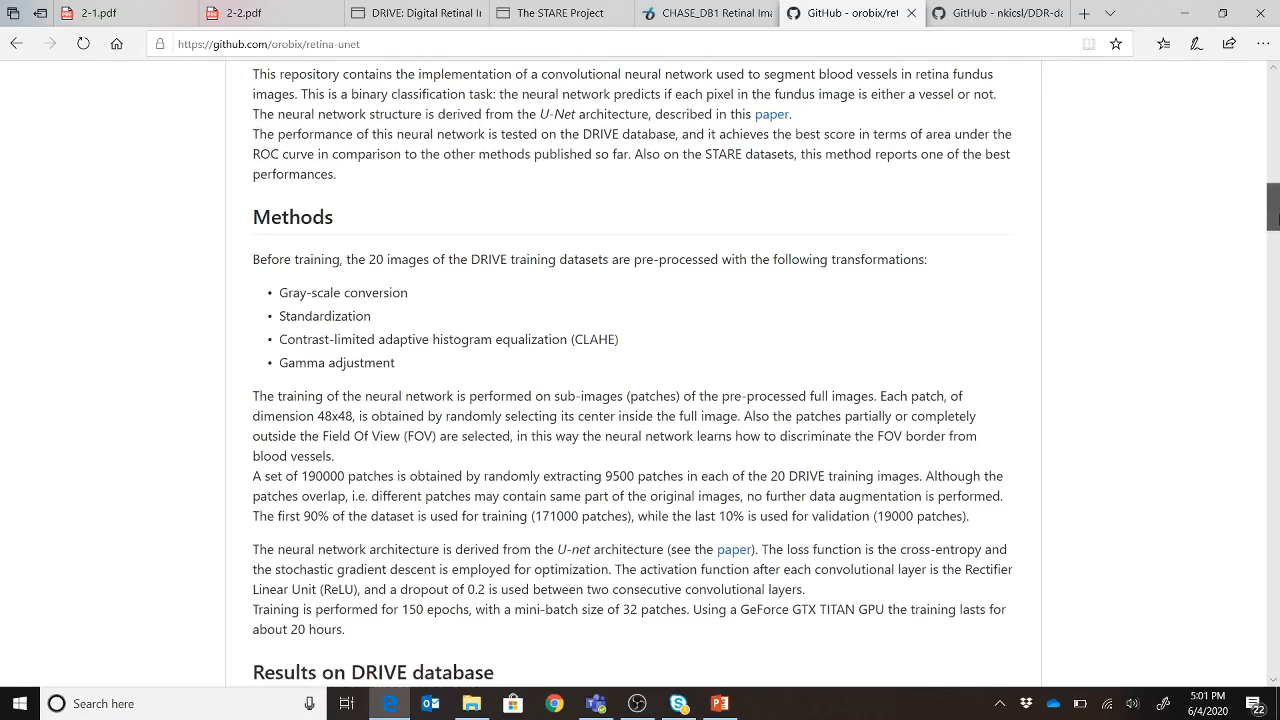 2-1.pdf
2-2.pdf
DRIVE: Digital Retinal Ir
The STARE Project
CHASE_DB1 Retinal Ima
GitHub - orobix/ret
GitHub - nkicsl/DDR-da
https://github.com/orobix/retina-unet
This repository contains the implementation of a convolutional neural network used to segment blood vessels in retina fundus
images. This is a binary classification task: the neural network predicts if each pixel in the fundus image is either a vessel or not.
The neural network structure is derived from the U-Net architecture, described in this paper.
The performance of this neural network is tested on the DRIVE database, and it achieves the best score in terms of area under the
ROC curve in comparison to the other methods published so far. Also on the STARE datasets, this method reports one of the best
performances.
Methods
Before training, the 20 images of the DRIVE training datasets are pre-processed with the following transformations:
• Gray-scale conversion
• Standardization
• Contrast-limited adaptive histogram equalization (CLAHE)
• Gamma adjustment
The training of the neural network is performed on sub-images (patches) of the pre-processed full images. Each patch, of
dimension 48x48, is obtained by randomly selecting its center inside the full image. Also the patches partially or completely
outside the Field Of View (FOV) are selected, in this way the neural network learns how to discriminate the FOV border from
blood vessels.
A set of 190000 patches is obtained by randomly extracting 9500 patches in each of the 20 DRIVE training images. Although the
patches overlap, i.e. different patches may contain same part of the original images, no further data augmentation is performed.
The first 90% of the dataset is used for training (171000 patches), while the last 10% is used for validation (19000 patches).
The neural network architecture is derived from the U-net architecture (see the paper). The loss function is the cross-entropy and
the stochastic gradient descent is employed for optimization. The activation function after each convolutional layer is the Rectifier
Linear Unit (ReLU), and a dropout of 0.2 is used between two consecutive convolutional layers.
Training is performed for 150 epochs, with a mini-batch size of 32 patches. Using a GeForce GTX TITAN GPU the training lasts for
about 20 hours.
Results on DRIVE database
Search here
5:01 PM
6/4/2020
22